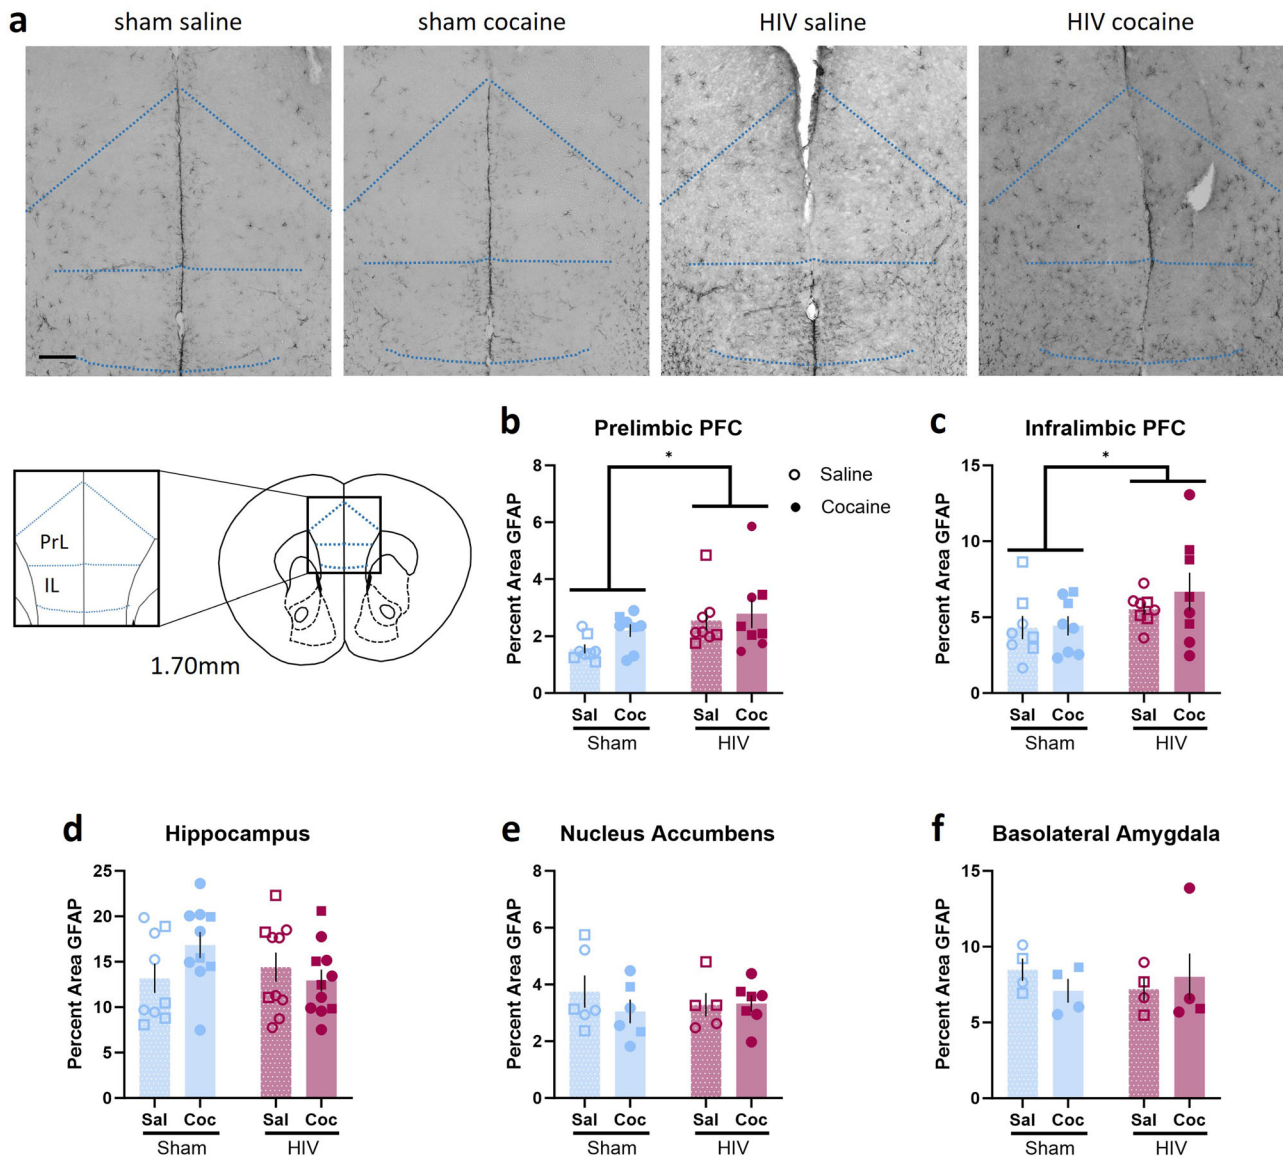 a
sham saline
sham cocaine
HIV saline
HIV cocaine
PrL
IL
1.70mm
b
Prelimbic PFC
Percent Area GFAP
8
6
4
2
0
*
Saline
Cocaine
Sal Coc Sal Coc
Sham HIV
c
Infralimbic PFC
Percent Area GFAP
15
10
5
0
*
Sal Coc Sal Coc
Sham HIV
d
Hippocampus
Percent Area GFAP
25
20
15
10
5
0
Sal Coc Sal Coc
Sham HIV
e
Nucleus Accumbens
Percent Area GFAP
8
6
4
2
0
Sal Coc Sal Coc
Sham HIV
f
Basolateral Amygdala
Percent Area GFAP
15
10
5
0
Sal Coc Sal Coc
Sham HIV